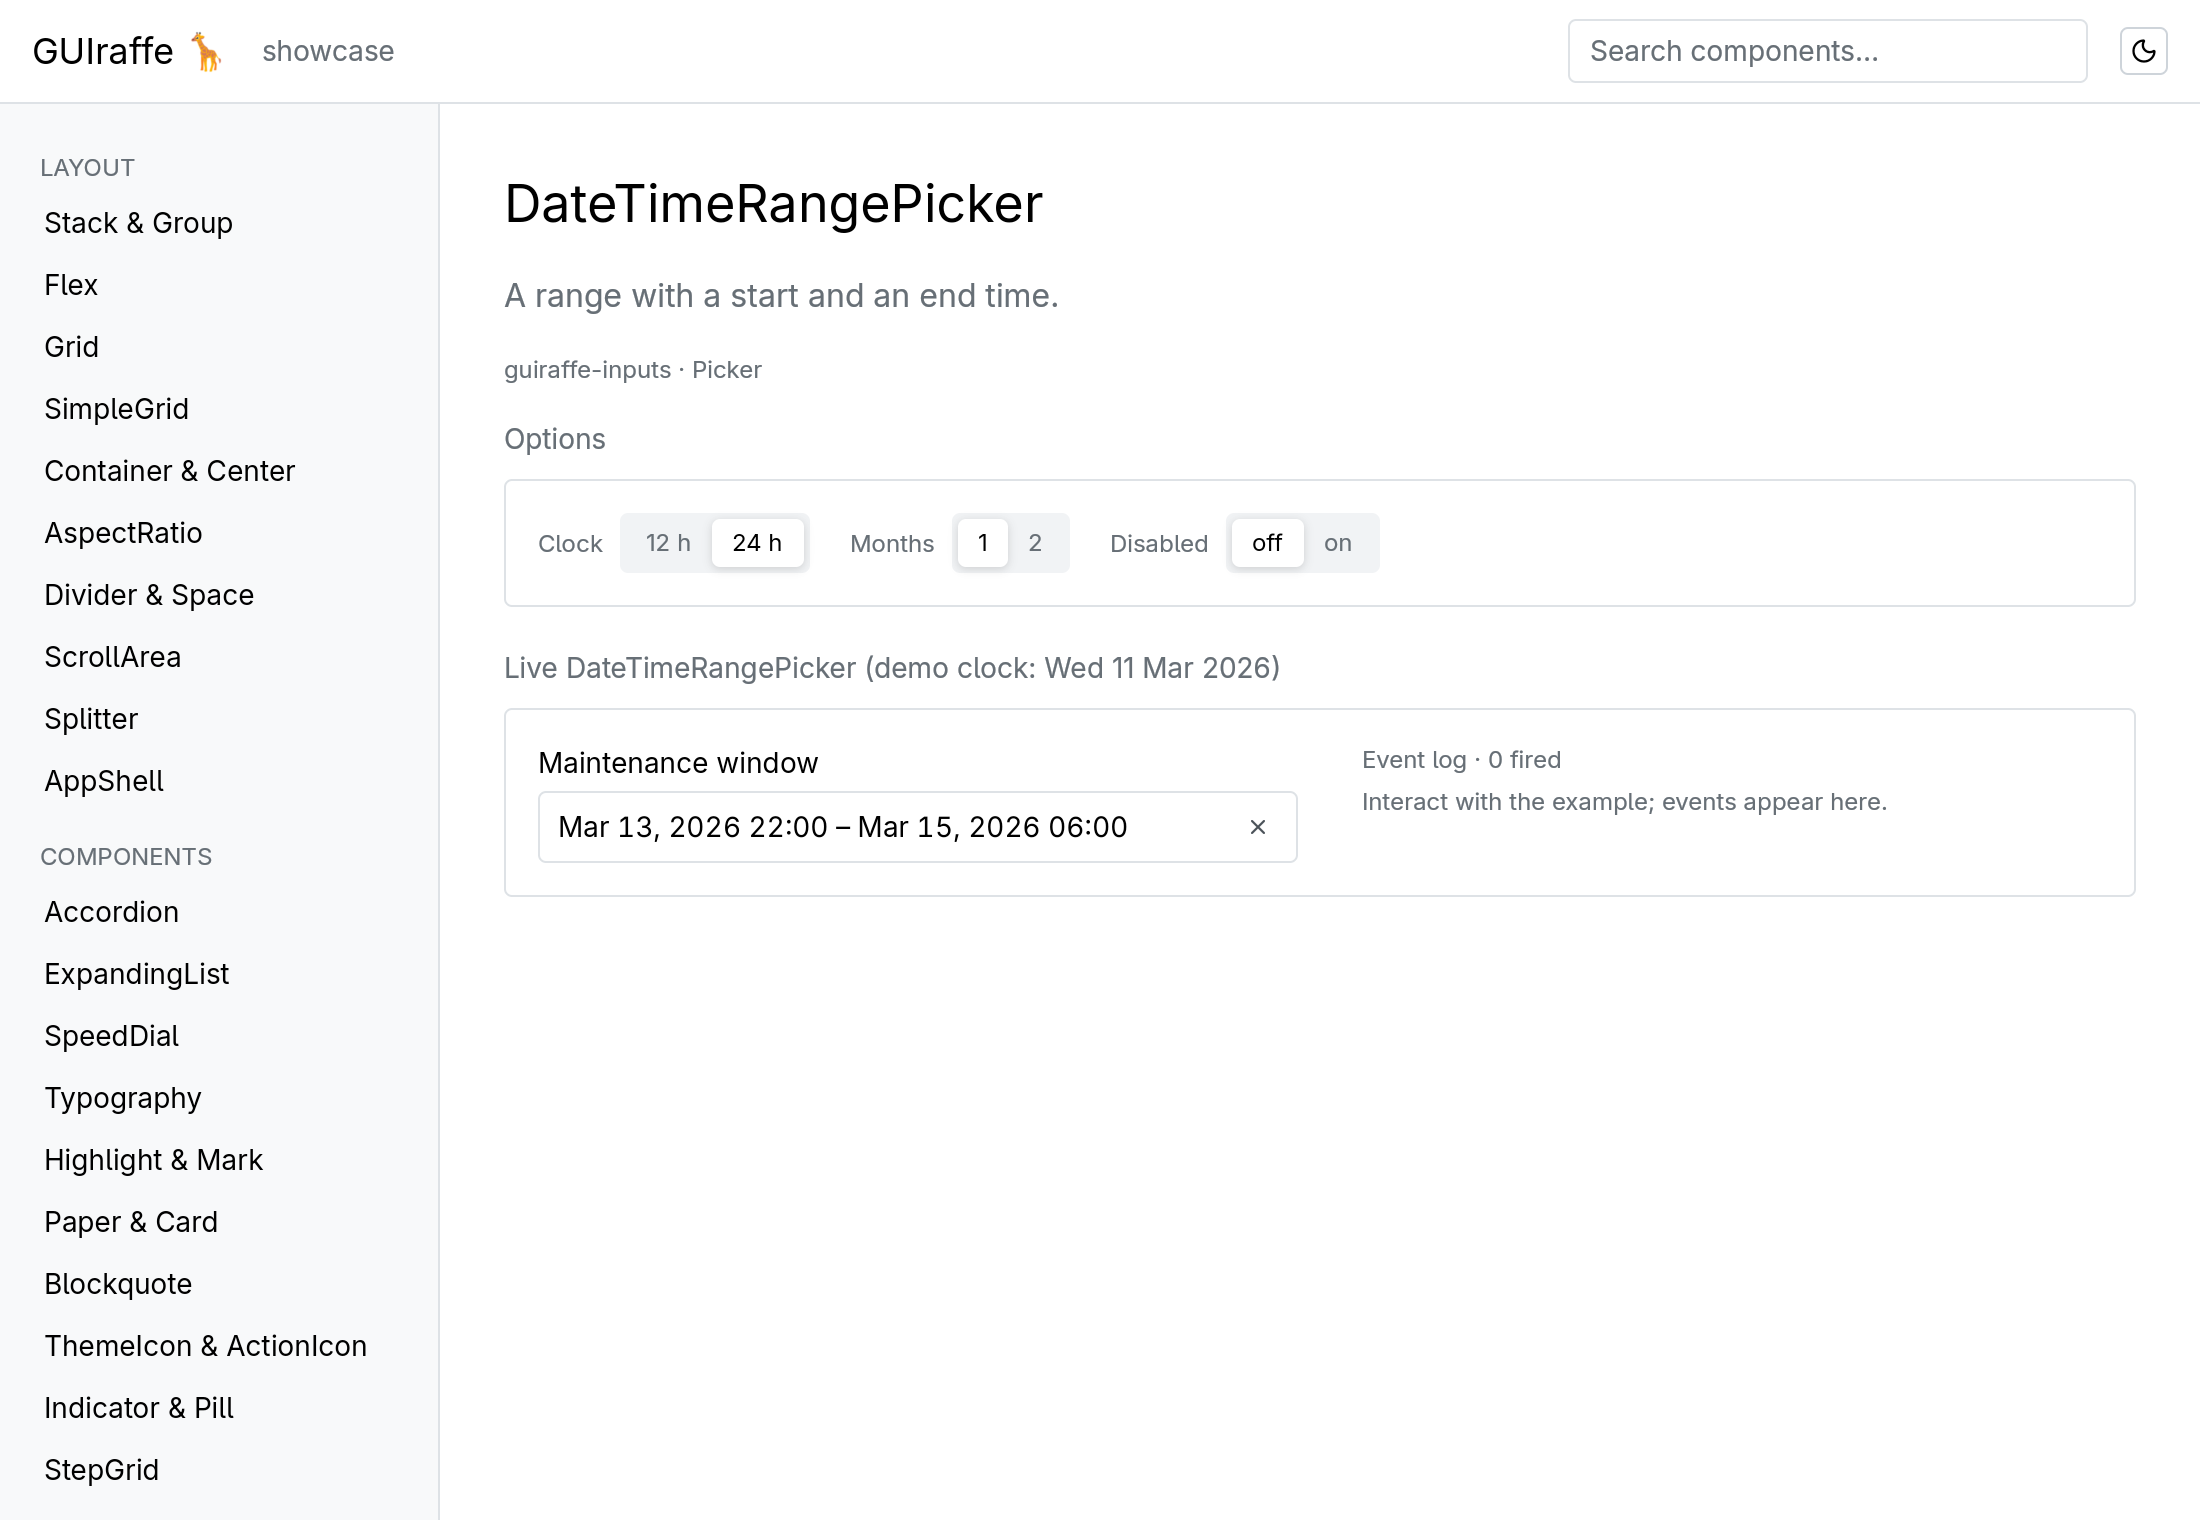 GUIraffe 🦒 showcase Search components...
LAYOUT
Stack & Group
Flex
Grid
SimpleGrid
Container & Center
AspectRatio
Divider & Space
ScrollArea
Splitter
AppShell
COMPONENTS
Accordion
ExpandingList
SpeedDial
Typography
Highlight & Mark
Paper & Card
Blockquote
ThemeIcon & ActionIcon
Indicator & Pill
StepGrid
DateTimeRangePicker
A range with a start and an end time.
guiraffe-inputs · Picker
Options
Clock 12 h 24 h Months 1 2 Disabled off on
Live DateTimeRangePicker (demo clock: Wed 11 Mar 2026)
Maintenance window
Mar 13, 2026 22:00 – Mar 15, 2026 06:00
Event log · 0 fired
Interact with the example; events appear here.